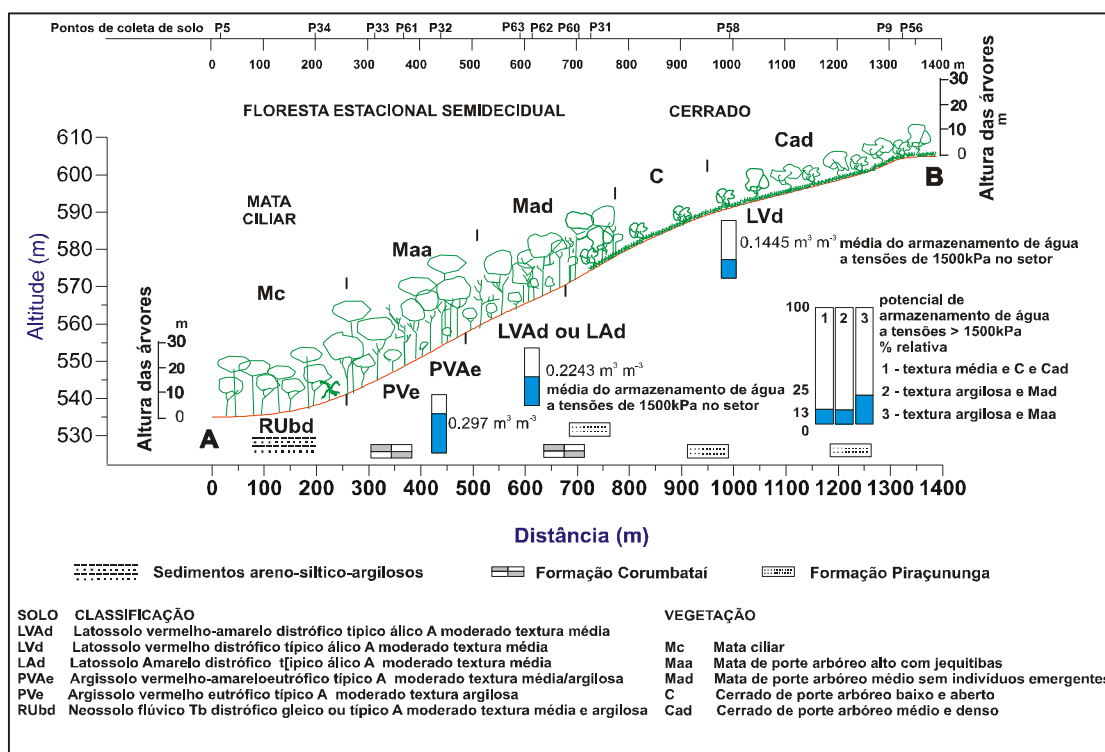 Pontos de coleta de solo P5 P34 P33 P61 P32 P63 P62 P60 P31 P58 P9 P56
0 100 200 300 400 500 600 700 800 900 1000 1100 1200 1300 1400 m
FLORESTA ESTACIONAL SEMIDECIDUAL CERRADO
30
20
10
0
Altura das árvores
m
Altitude (m)
610
600
590
580
570
560
550
540
530
MATA
CILIAR
Mc
Maa
Mad
C
Cad
B
LVd
0.1445 m³ m⁻³ média do armazenamento de água
a tensões de 1500kPa no setor
Altura das árvores
m
30
20
10
0
A
RUbd
PVe
PVAe
LVAd ou LAd
0.297 m³ m⁻³
0.2243 m³ m⁻³
média do armazenamento de água
a tensões de 1500kPa no setor
100
25
13
0
1 2 3
potencial de
armazenamento de água
a tensões > 1500kPa
% relativa
1 - textura média e C e Cad
2 - textura argilosa e Mad
3 - textura argilosa e Maa
0 100 200 300 400 500 600 700 800 900 1000 1100 1200 1300 1400
Distância (m)
Sedimentos areno-siltico-argilosos Formação Corumbataí Formação Piraçununga
SOLO CLASSIFICAÇÃO
LVAd Latossolo vermelho-amarelo distrófico típico álico A moderado textura média
LVd Latossolo vermelho distrófico típico álico A moderado textura média
LAd Latossolo Amarelo distrófico t[ipico álico A moderado textura média
PVAe Argissolo vermelho-amareloeutrófico típico A moderado textura média/argilosa
PVe Argissolo vermelho eutrófico típico A moderado textura argilosa
RUbd Neossolo flúvico Tb distrófico gleico ou típico A moderado textura média e argilosa
VEGETAÇÃO
Mc Mata ciliar
Maa Mata de porte arbóreo alto com jequitibas
Mad Mata de porte arbóreo médio sem indivíduos emergentes
C Cerrado de porte arbóreo baixo e aberto
Cad Cerrado de porte arbóreo médio e denso